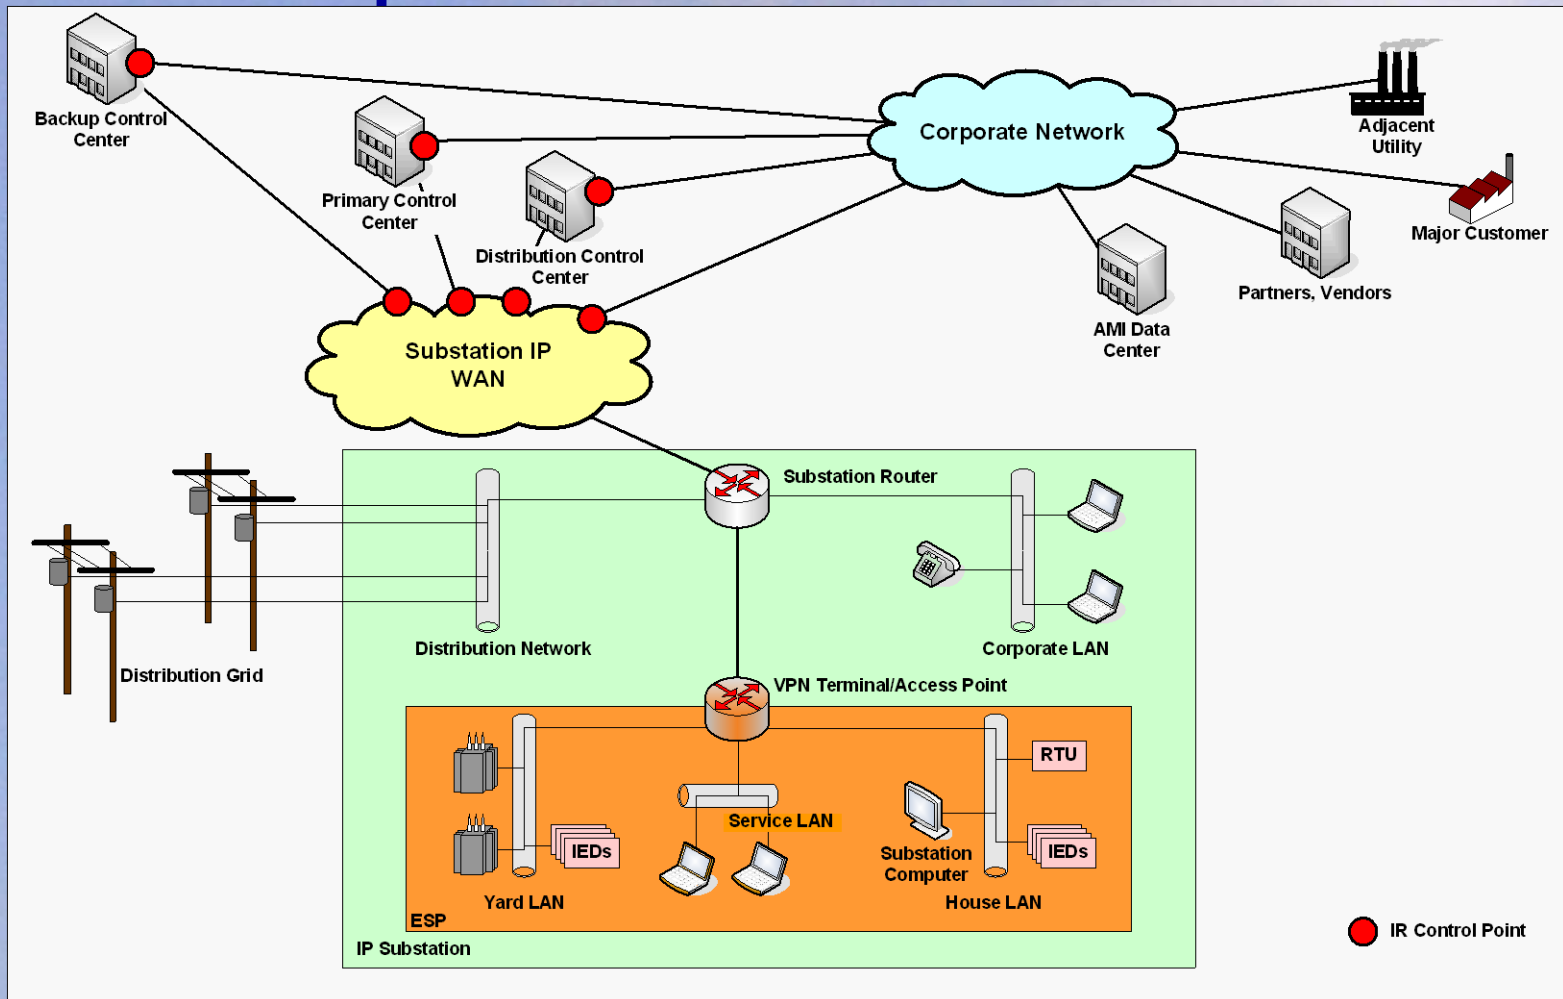 Backup Control
Center
Primary Control
Center
Distribution Control
Center
Corporate Network
Adjacent
Utility
Major Customer
Partners, Vendors
AMI Data
Center
Substation IP
WAN
Substation Router
Distribution Network
Corporate LAN
Distribution Grid
VPN Terminal/Access Point
RTU
Service LAN
IEDs
Substation
Computer
IEDs
Yard LAN
House LAN
ESP
IP Substation
IR Control Point